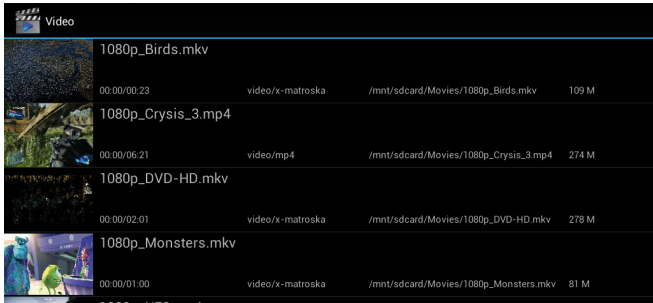 Video
1080p_Birds.mkv
00:00/00:23 video/x-matroska /mnt/sdcard/Movies/1080p_Birds.mkv 109 M
1080p_Crysis_3.mp4
00:00/06:21 video/mp4 /mnt/sdcard/Movies/1080p_Crysis_3.mp4 274 M
1080p_DVD-HD.mkv
00:00/02:01 video/x-matroska /mnt/sdcard/Movies/1080p_DVD-HD.mkv 278 M
1080p_Monsters.mkv
00:00/01:00 video/x-matroska /mnt/sdcard/Movies/1080p_Monsters.mkv 81 M